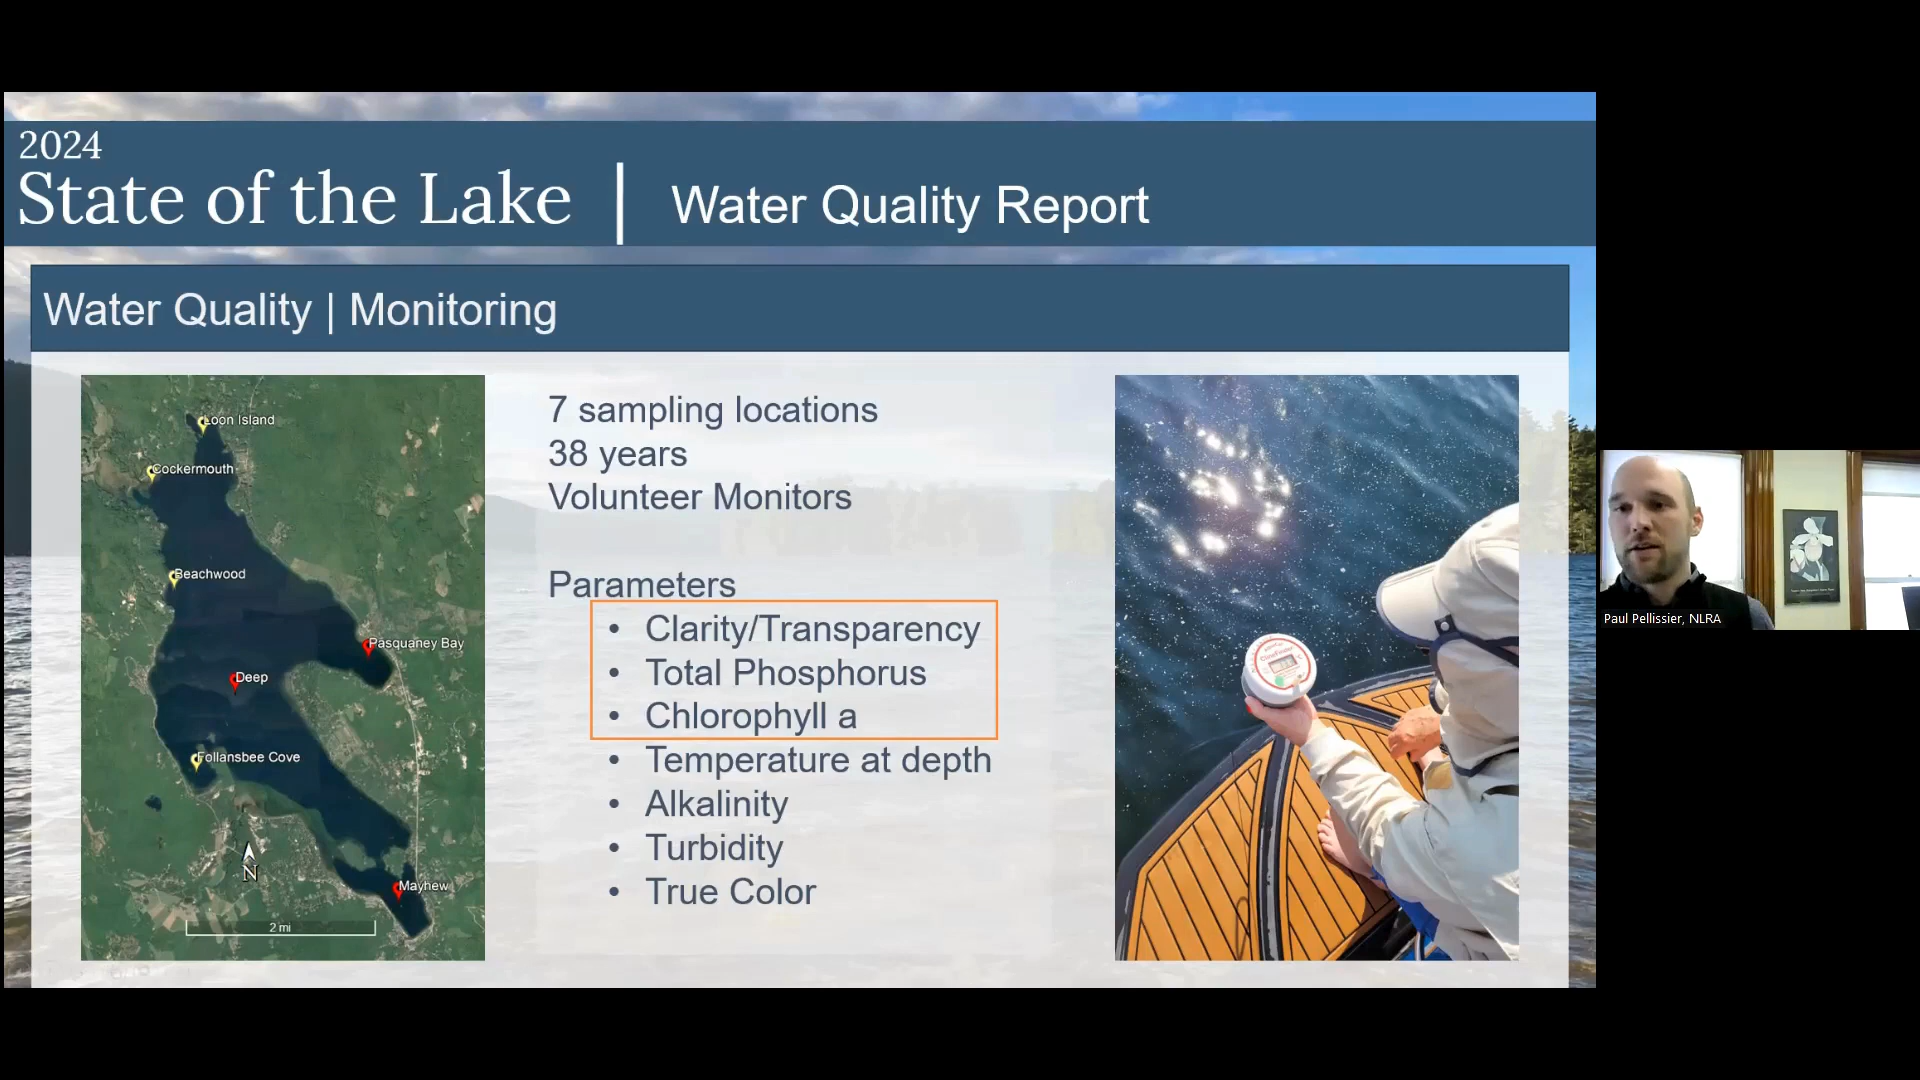 2024
State of the Lake | Water Quality Report
Water Quality | Monitoring
Loon Island
Cockermouth
Beachwood
Pasquaney Bay
Deep
Follansbee Cove
N
Mayhew
2 mi
7 sampling locations
38 years
Volunteer Monitors
Parameters
• Clarity/Transparency
• Total Phosphorus
• Chlorophyll a
• Temperature at depth
• Alkalinity
• Turbidity
• True Color
Paul Pellissier, NLRA